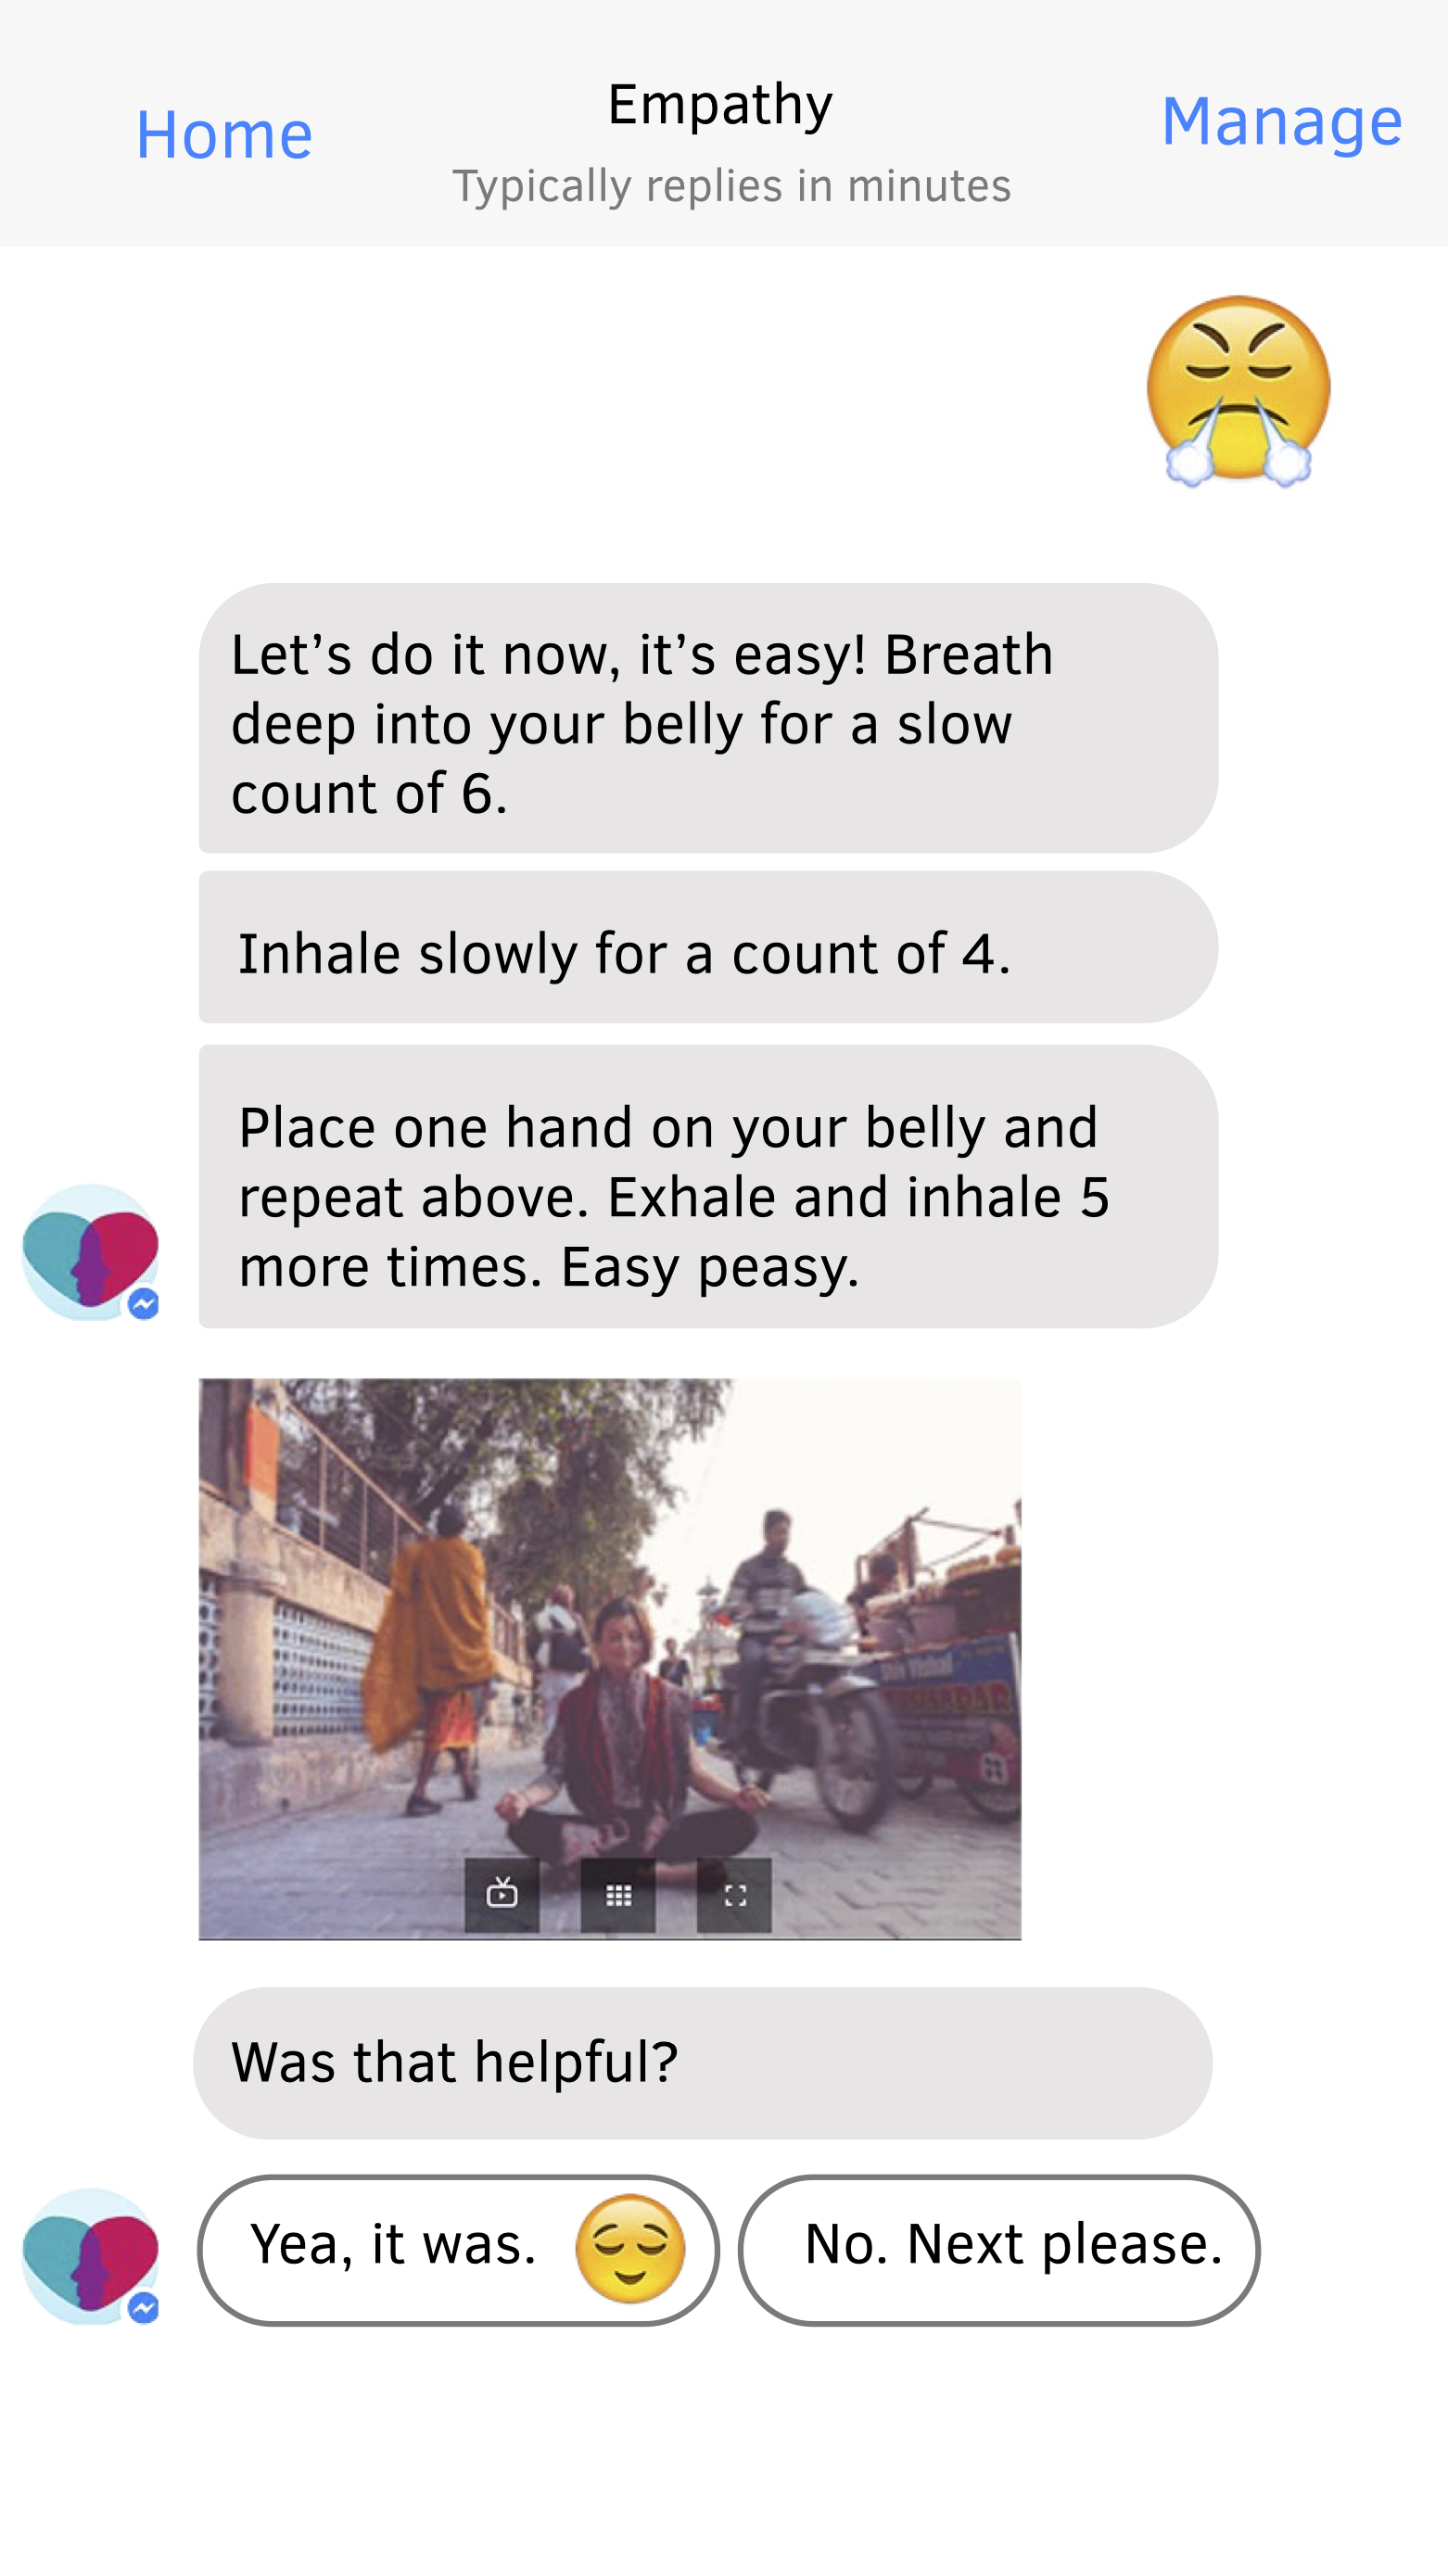 Home
Empathy
Manage
Typically replies in minutes
Let’s do it now, it’s easy! Breath
deep into your belly for a slow
count of 6.
Inhale slowly for a count of 4.
Place one hand on your belly and
repeat above. Exhale and inhale 5
more times. Easy peasy.
Was that helpful?
Yea, it was.
No. Next please.